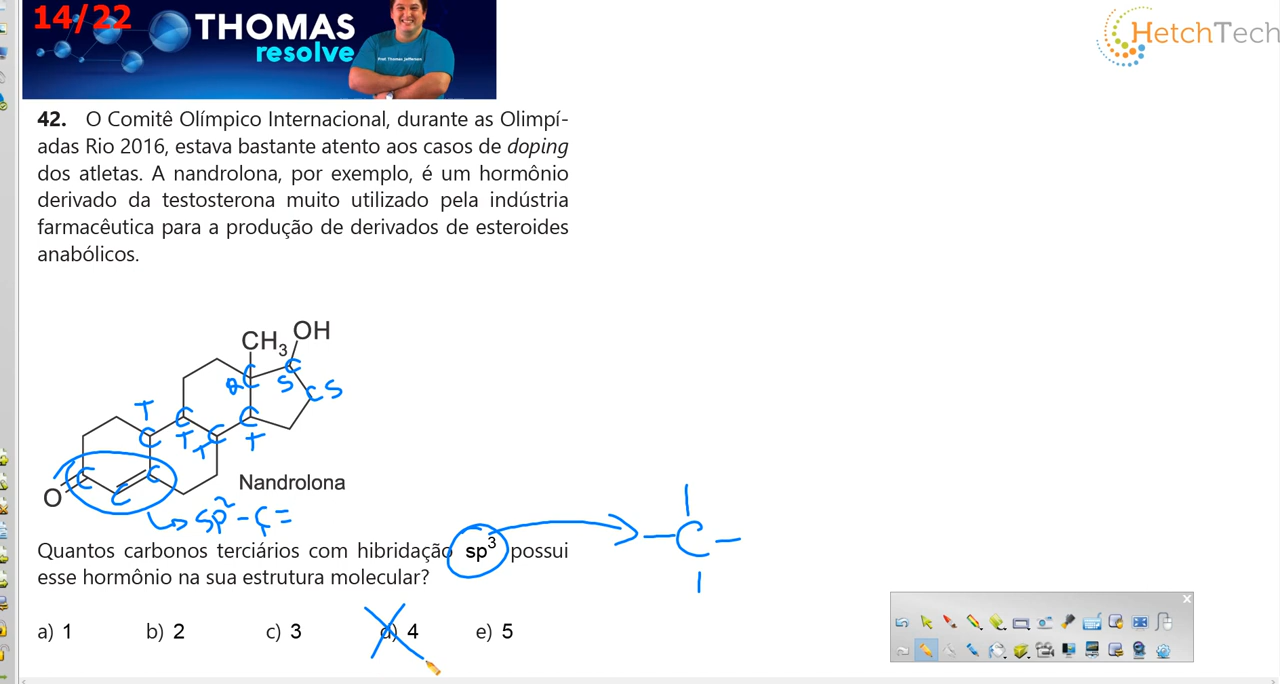 14/22
THOMAS
resolve
Prof. Thomas Jefferson
HetchTech
42. O Comitê Olímpico Internacional, durante as Olimpí-
adas Rio 2016, estava bastante atento aos casos de doping
dos atletas. A nandrolona, por exemplo, é um hormônio
derivado da testosterona muito utilizado pela indústria
farmacêutica para a produção de derivados de esteroides
anabólicos.
CH3 OH
C C
Q S C S
T C C
C T C T
T
C C
C
O
Nandrolona
sp² - C =
Quantos carbonos terciários com hibridação sp³ possui
esse hormônio na sua estrutura molecular?
C
a) 1 b) 2 c) 3 d) 4 e) 5